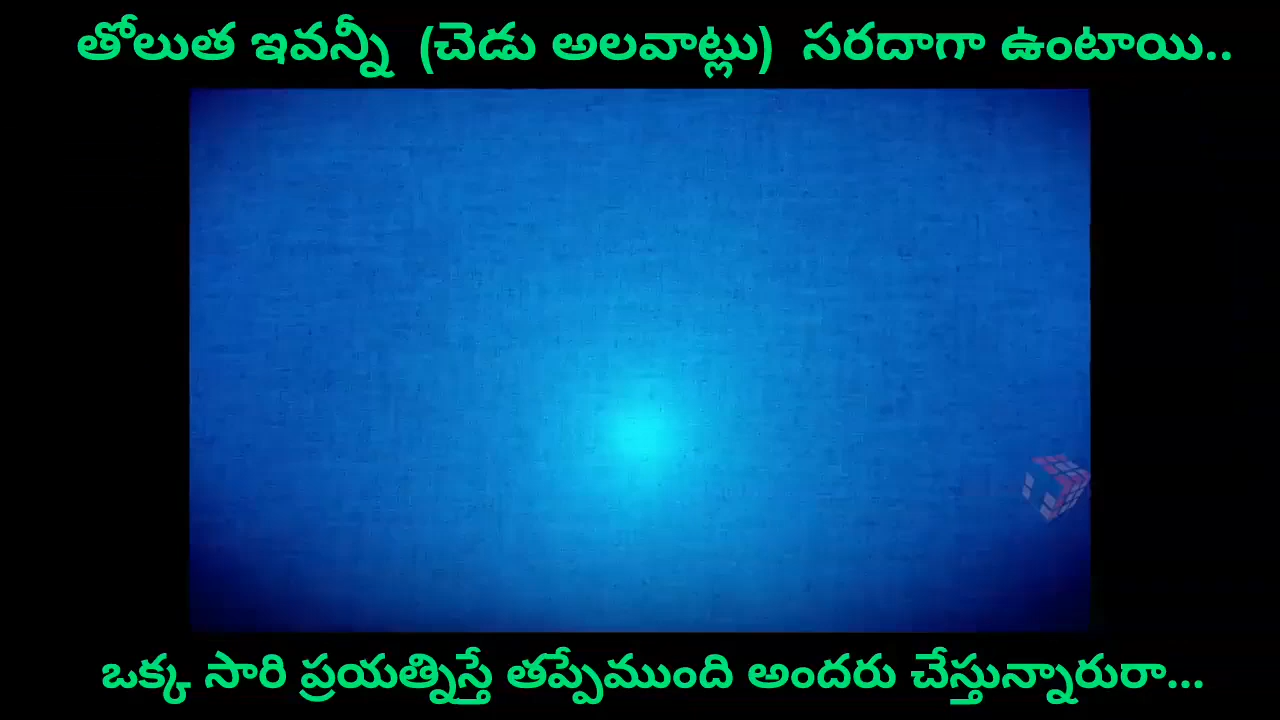 తోలుత ఇవన్నీ (చెడు అలవాట్లు) సరదాగా ఉంటాయి..
ఒక్క సారి ప్రయత్నిస్తే తప్పేముంది అందరు చేస్తున్నారురా...